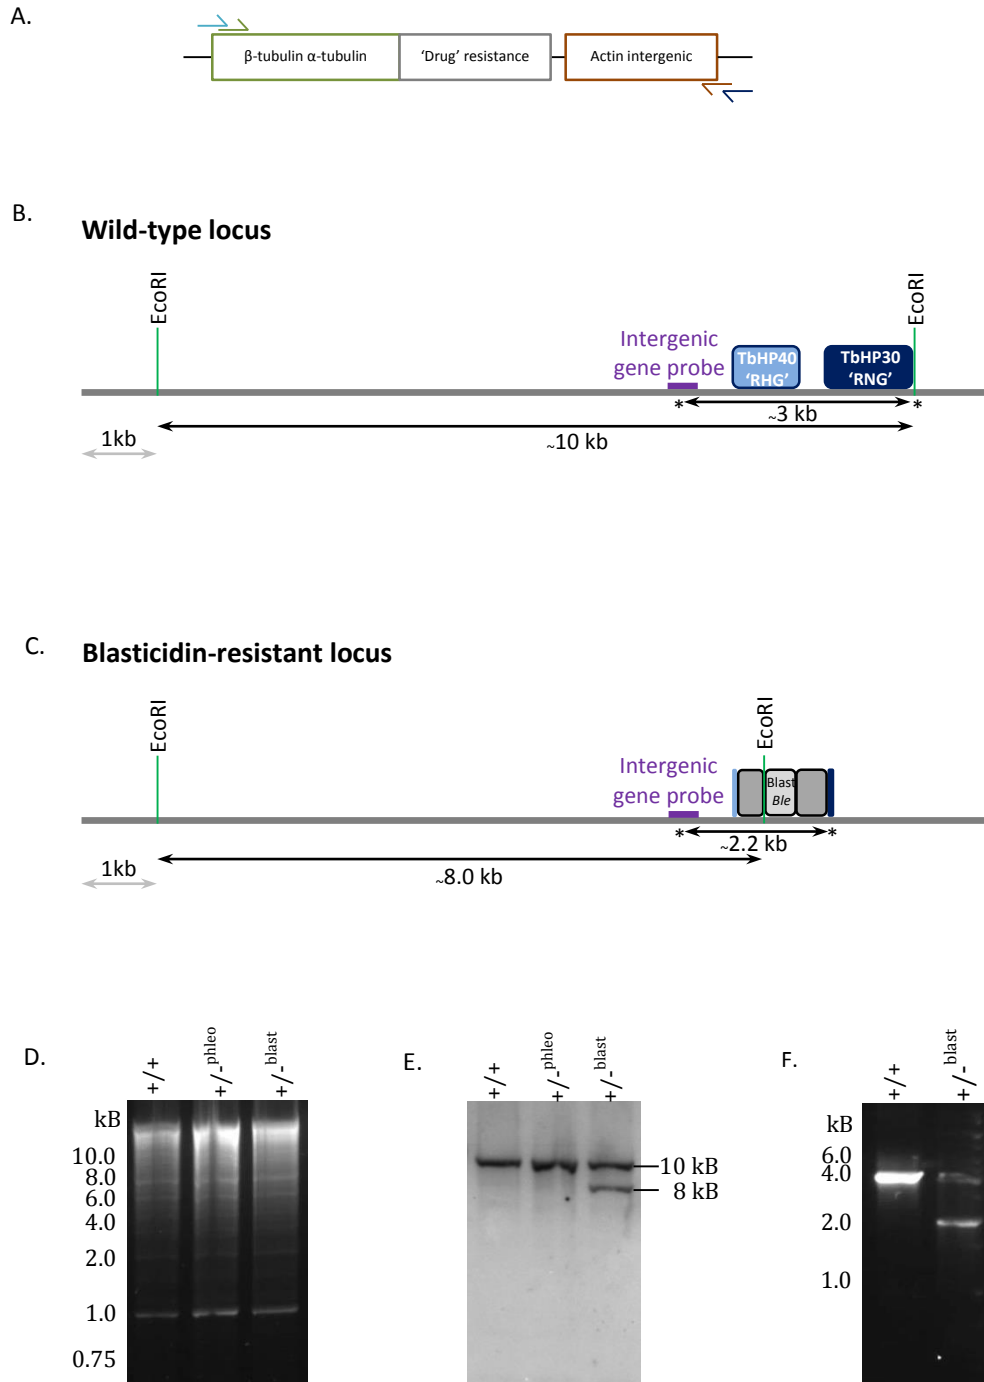 A.
β-tubulin α-tubulin
'Drug' resistance
Actin intergenic
B.
Wild-type locus
EcoRI
EcoRI
Intergenic
gene probe
TbHP40
'RHG'
TbHP30
'RNG'
* *
~3 kb
1kb
~10 kb
C.
Blasticidin-resistant locus
EcoRI
EcoRI
Intergenic
gene probe
Blast
Ble
* *
~2.2 kb
1kb
~8.0 kb
D.
+/+
+/-phleo
+/-blast
kB
10.0
8.0
6.0
4.0
2.0
1.0
0.75
E.
+/+
+/-phleo
+/-blast
10 kB
8 kB
F.
+/+
+/-blast
kB
6.0
4.0
2.0
1.0